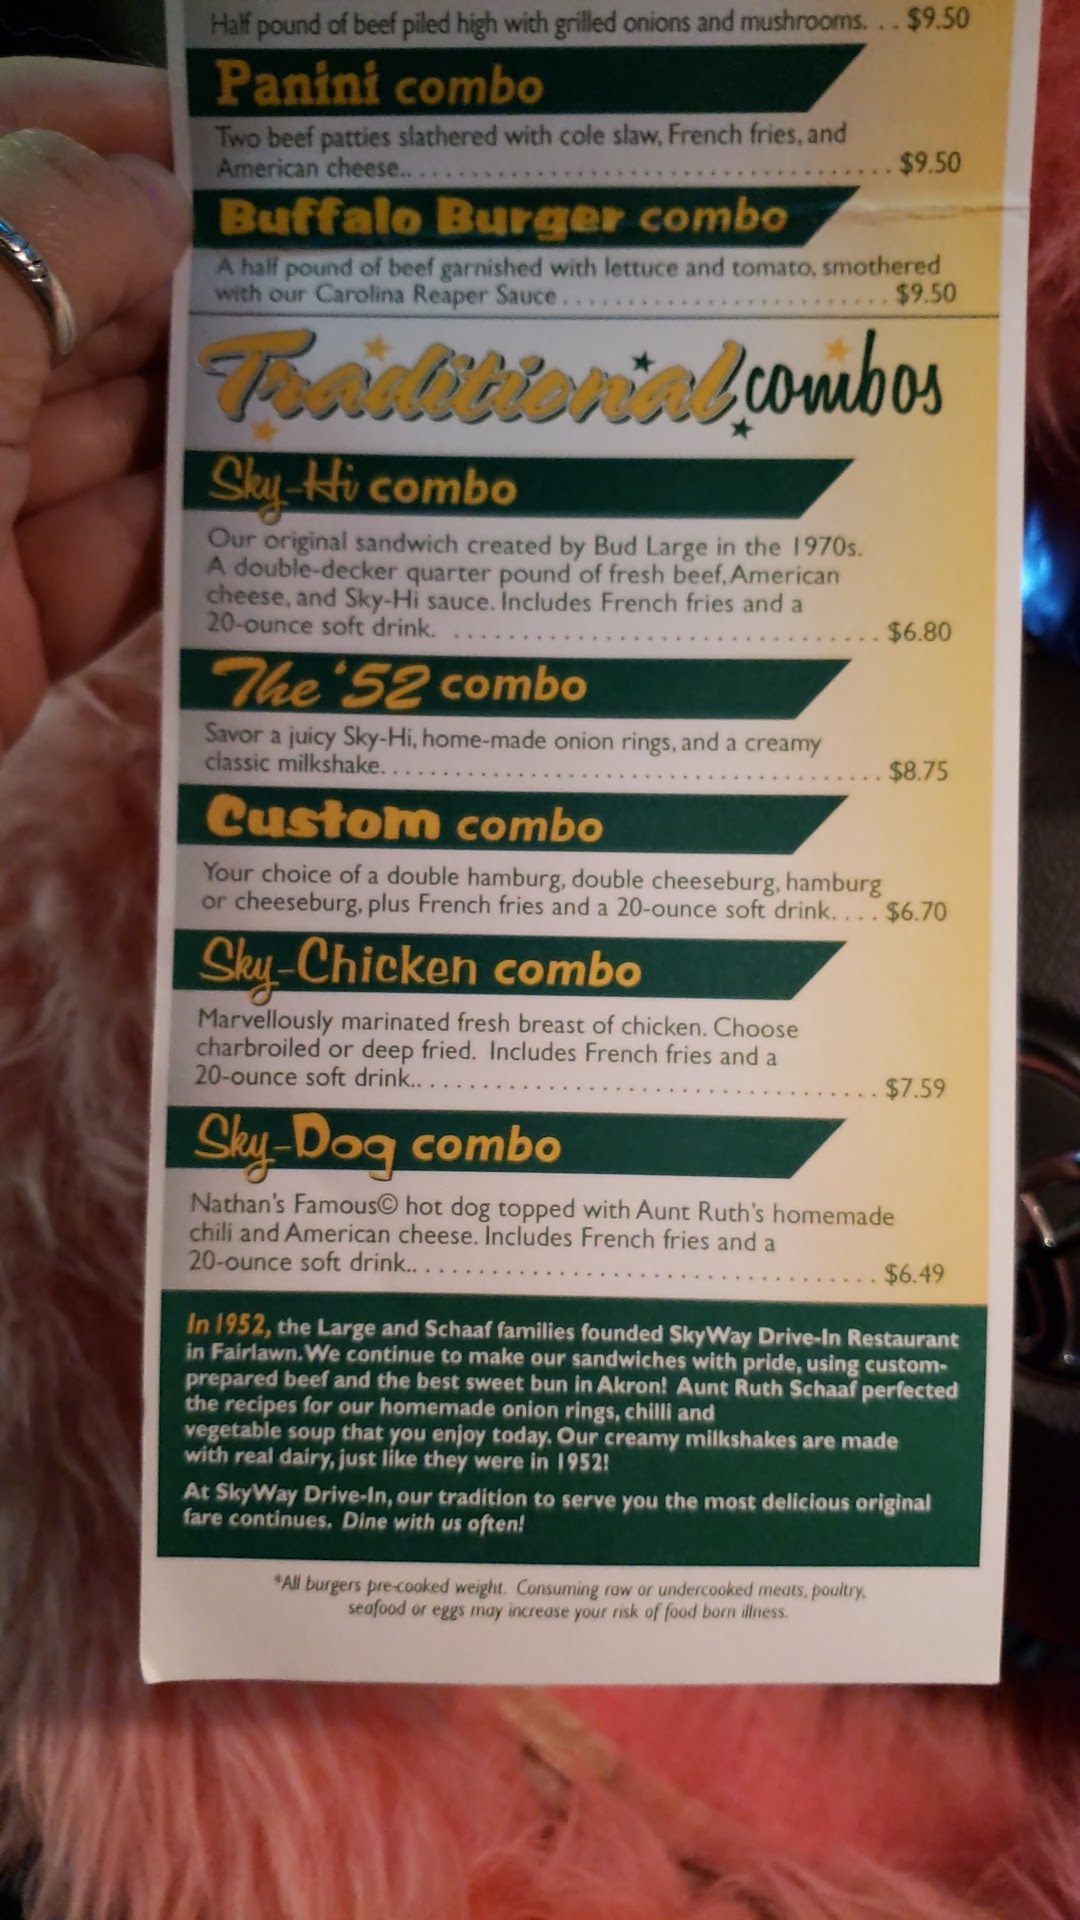 Half pound of beef piled high with grilled onions and mushrooms. . . $9.50
Panini combo
Two beef patties slathered with cole slaw, French fries, and
American cheese.. . . . . . . . . . . . . . . . . . . . . . . . . . . . . . . . . . . $9.50
Buffalo Burger combo
A half pound of beef garnished with lettuce and tomato, smothered
with our Carolina Reaper Sauce . . . . . . . . . . . . . . . . . . . . . . . . $9.50
Traditional combos
Sky-Hi combo
Our original sandwich created by Bud Large in the 1970s.
A double-decker quarter pound of fresh beef, American
cheese, and Sky-Hi sauce. Includes French fries and a
20-ounce soft drink. . . . . . . . . . . . . . . . . . . . . . . . . . . . . . . . $6.80
The '52 combo
Savor a juicy Sky-Hi, home-made onion rings, and a creamy
classic milkshake. . . . . . . . . . . . . . . . . . . . . . . . . . . . . . . . . . . . $8.75
Custom combo
Your choice of a double hamburg, double cheeseburg, hamburg
or cheeseburg, plus French fries and a 20-ounce soft drink. . . . $6.70
Sky-Chicken combo
Marvellously marinated fresh breast of chicken. Choose
charbroiled or deep fried. Includes French fries and a
20-ounce soft drink.. . . . . . . . . . . . . . . . . . . . . . . . . . . . . . . . . $7.59
Sky-Dog combo
Nathan's Famous© hot dog topped with Aunt Ruth's homemade
chili and American cheese. Includes French fries and a
20-ounce soft drink.. . . . . . . . . . . . . . . . . . . . . . . . . . . . . . . . . $6.49
In 1952, the Large and Schaaf families founded SkyWay Drive-In Restaurant
in Fairlawn. We continue to make our sandwiches with pride, using custom-
prepared beef and the best sweet bun in Akron! Aunt Ruth Schaaf perfected
the recipes for our homemade onion rings, chilli and
vegetable soup that you enjoy today. Our creamy milkshakes are made
with real dairy, just like they were in 1952!
At SkyWay Drive-In, our tradition to serve you the most delicious original
fare continues. Dine with us often!
*All burgers pre-cooked weight. Consuming raw or undercooked meats, poultry,
seafood or eggs may increase your risk of food born illness.